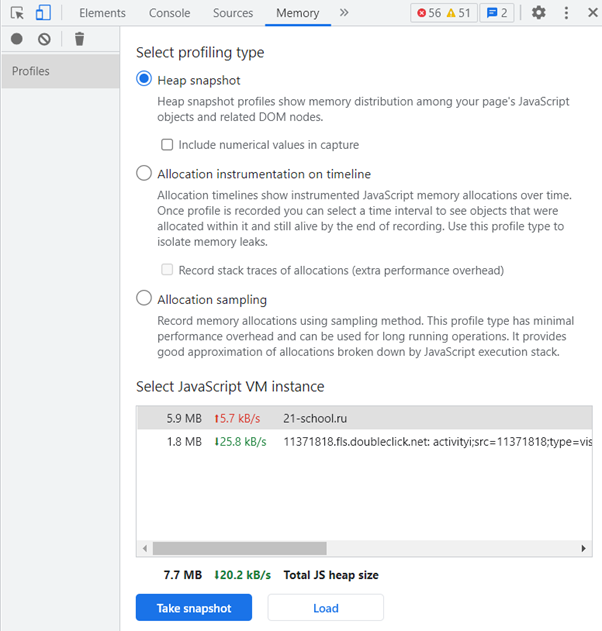 Elements Console Sources Memory 56 51 2
Profiles
Select profiling type
Heap snapshot
Heap snapshot profiles show memory distribution among your page's JavaScript
objects and related DOM nodes.
Include numerical values in capture
Allocation instrumentation on timeline
Allocation timelines show instrumented JavaScript memory allocations over time.
Once profile is recorded you can select a time interval to see objects that were
allocated within it and still alive by the end of recording. Use this profile type to
isolate memory leaks.
Record stack traces of allocations (extra performance overhead)
Allocation sampling
Record memory allocations using sampling method. This profile type has minimal
performance overhead and can be used for long running operations. It provides
good approximation of allocations broken down by JavaScript execution stack.
Select JavaScript VM instance
5.9 MB ⬆5.7 kB/s 21-school.ru
1.8 MB ⬇25.8 kB/s 11371818.fls.doubleclick.net: activityi;src=11371818;type=vis
7.7 MB ⬇20.2 kB/s Total JS heap size
Take snapshot Load